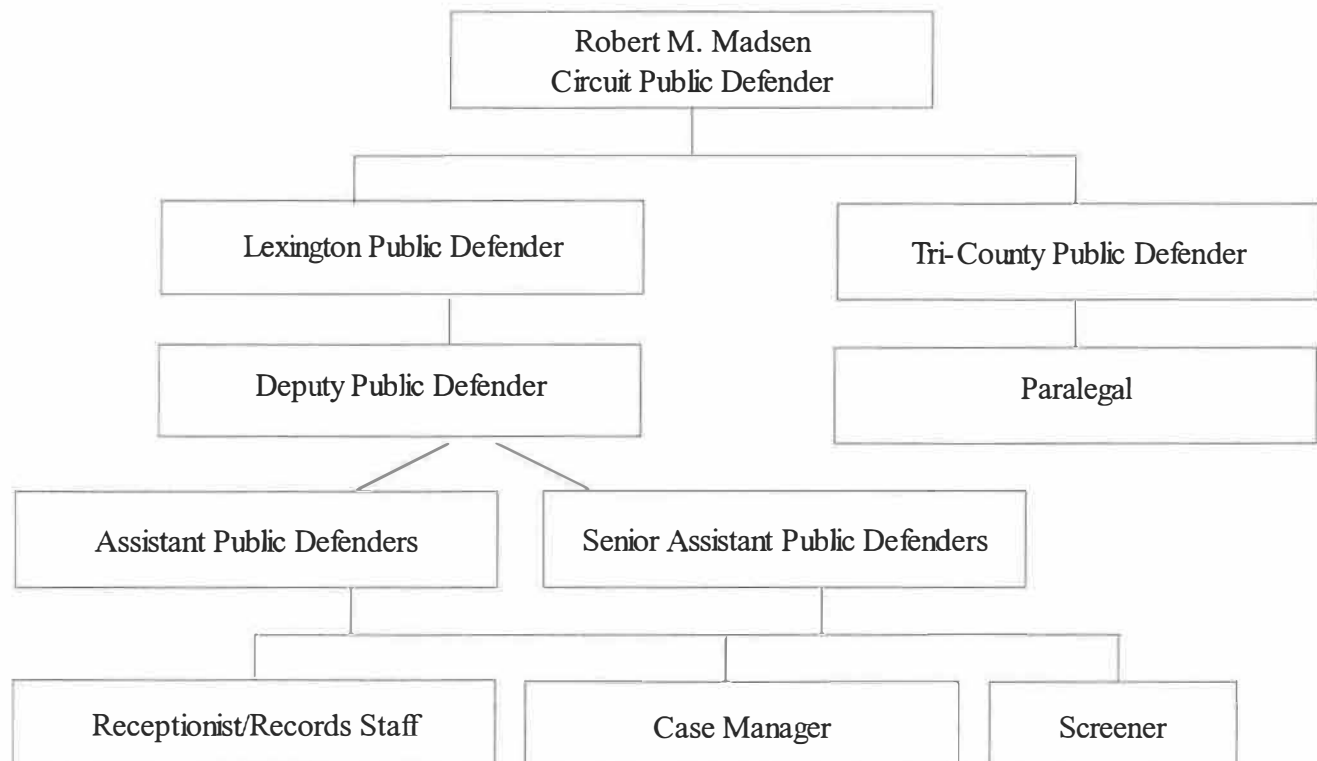 Robert M. Madsen
Circuit Public Defender
Lexington Public Defender
Tri-County Public Defender
Deputy Public Defender
Paralegal
Assistant Public Defenders
Senior Assistant Public Defenders
Receptionist/Records Staff
Case Manager
Screener